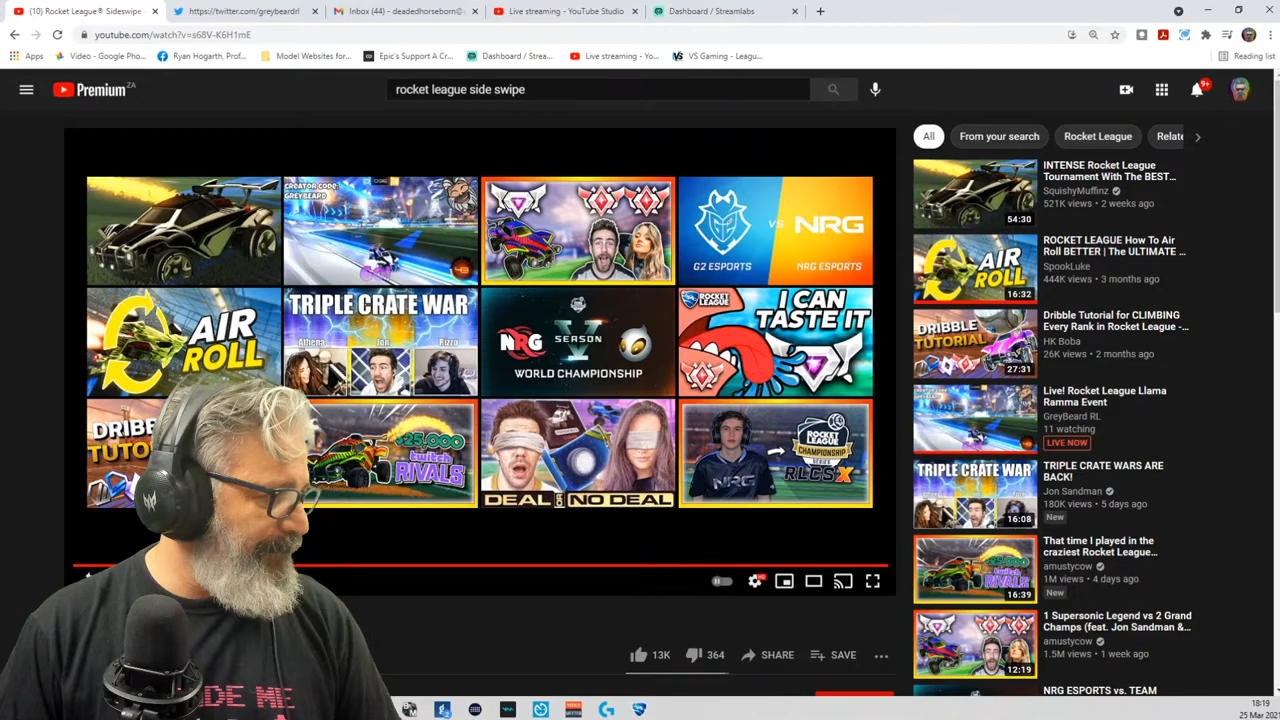 (10) Rocket League® Sideswipe
https://twitter.com/greybeardrl
Inbox (44) - deadedhorseborn@
Live streaming - YouTube Studio
Dashboard / Streamlabs
youtube.com/watch?v=s68V-K6H1mE
Apps
Video - Google Pho...
Ryan Hogarth, Prof...
Model Websites for...
Epic's Support A Cr...
Dashboard / Strea...
Live streaming - Yo...
VS Gaming - Leagu...
Reading list
Premium ZA
rocket league side swipe
9+
All
From your search
Rocket League
Relate
CREATOR CODE:
GREY BEARD
G2 ESPORTS
VS
NRG
NRG ESPORTS
AIR
ROLL
TRIPLE CRATE WAR
Athena
Jon
Rizzo
NRG
SEASON
V
WORLD CHAMPIONSHIP
ROCKET
LEAGUE
I CAN
TASTE IT
DRIBB
TUTO
$25,000
twitch
RIVALS
DEAL OR NO DEAL
NRG
ROCKET
LEAGUE
CHAMPIONSHIP
SERIES
RLCS X
HD
13K
364
SHARE
SAVE
54:30
INTENSE Rocket League
Tournament With The BEST...
SquishyMuffinz
521K views • 2 weeks ago
AIR
ROLL
16:32
ROCKET LEAGUE How To Air
Roll BETTER | The ULTIMATE ...
SpookLuke
444K views • 3 months ago
DRIBBLE
TUTORIAL
27:31
Dribble Tutorial for CLIMBING
Every Rank in Rocket League -...
HK Boba
26K views • 2 months ago
Live! Rocket League Llama
Ramma Event
GreyBeard RL
11 watching
LIVE NOW
TRIPLE CRATE WAR
16:08
TRIPLE CRATE WARS ARE
BACK!
Jon Sandman
180K views • 5 days ago
New
twitch
RIVALS
16:39
That time I played in the
craziest Rocket League...
amustycow
1M views • 4 days ago
New
12:19
1 Supersonic Legend vs 2 Grand
Champs (feat. Jon Sandman &...
amustycow
1.5M views • 1 week ago
NRG ESPORTS vs. TEAM
18:19
25 Mar 2021